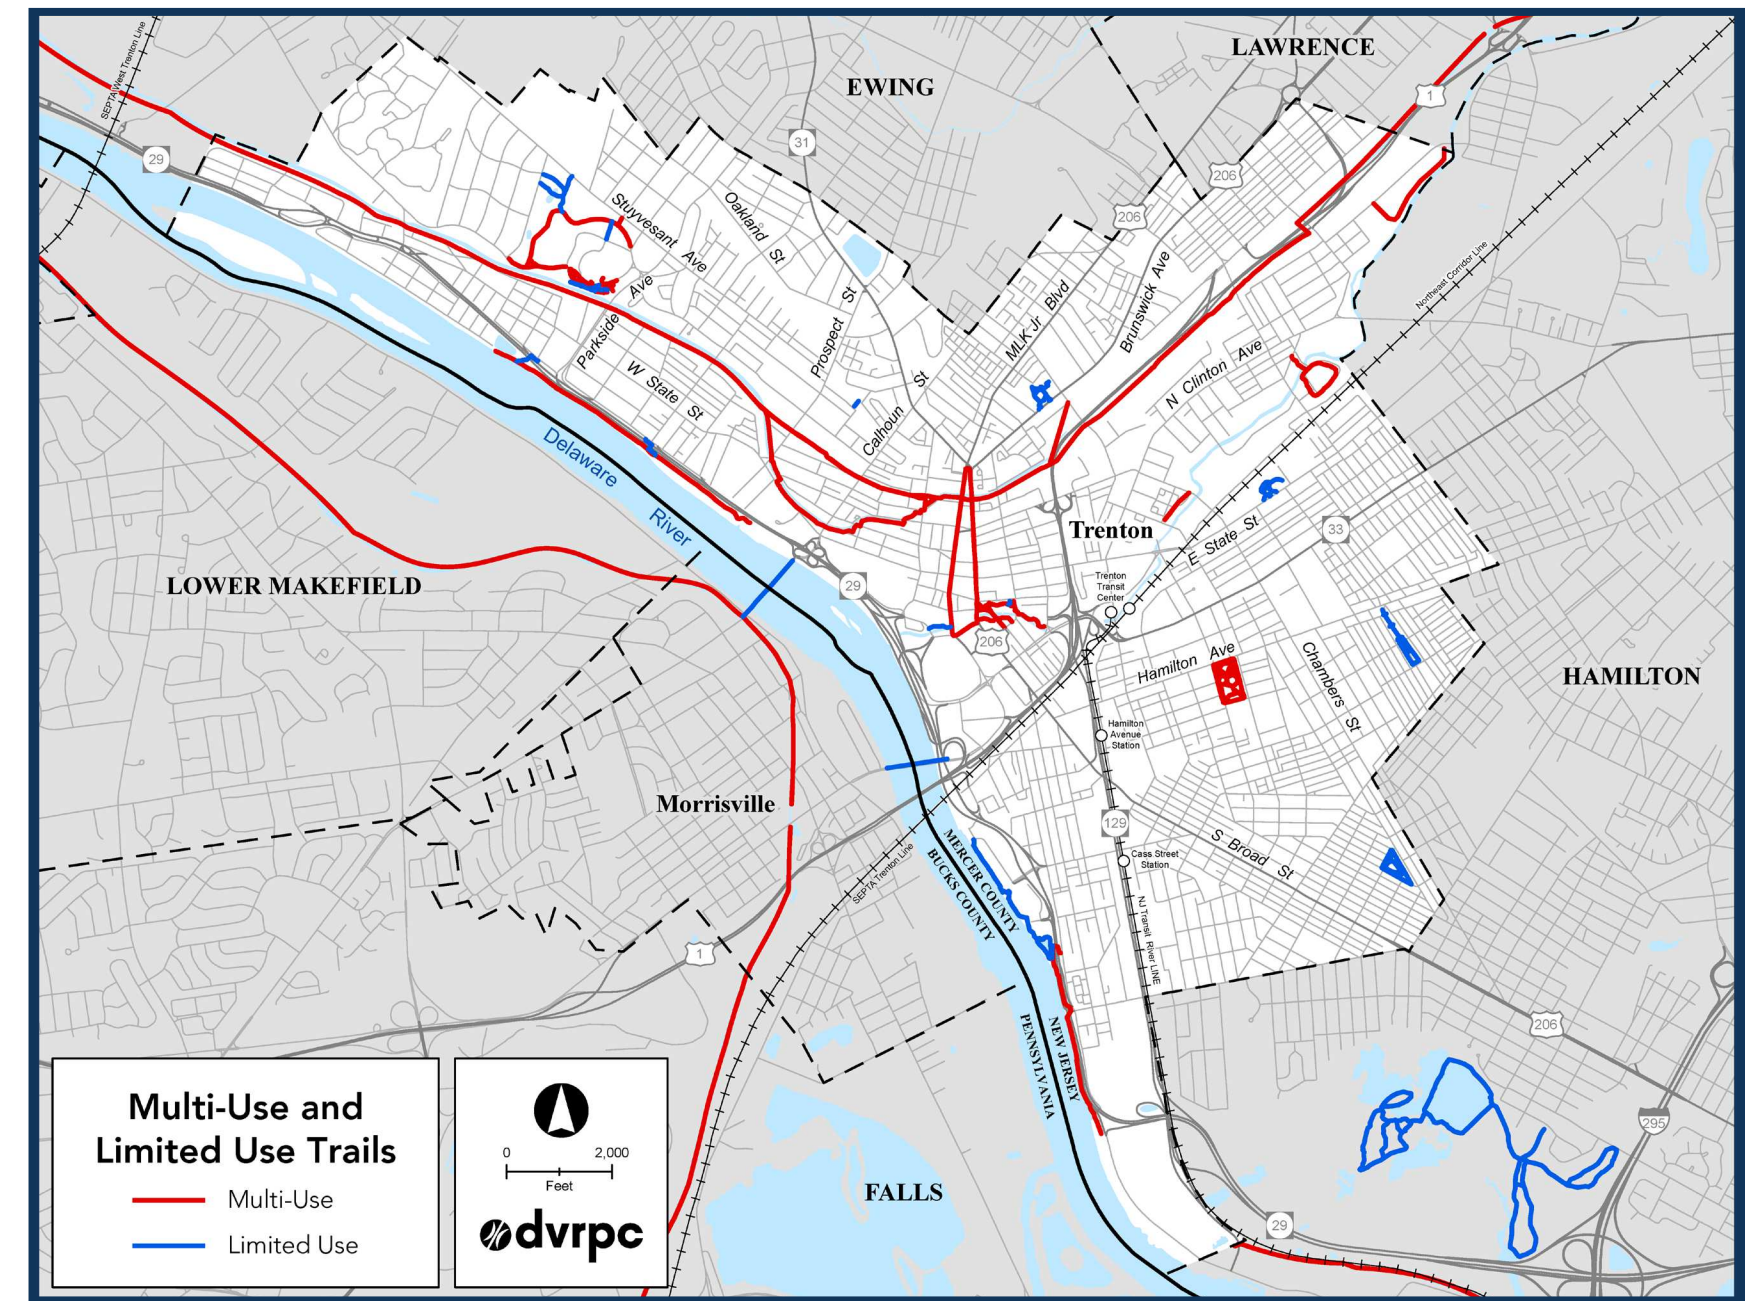 LAWRENCE
EWING
SEPTA West Trenton Line
1
31
29
206
206
Stuyvesant Ave
Oakland St
Northeast Corridor Line
Parkside Ave
Prospect St
MLK Jr Blvd
Brunswick Ave
W State St
Calhoun St
N Clinton Ave
Delaware River
Trenton
E State St
33
LOWER MAKEFIELD
29
Trenton
Transit
Center
206
Hamilton Ave
Chambers St
HAMILTON
Hamilton
Avenue
Station
Morrisville
129
S Broad St
Cass Street
Station
MERCER COUNTY
BUCKS COUNTY
SEPTA Trenton Line
NJ Transit River LINE
1
NEW JERSEY
PENNSYLVANIA
206
295
FALLS
29
Multi-Use and
Limited Use Trails
Multi-Use
Limited Use
0 2,000
Feet
dvrpc